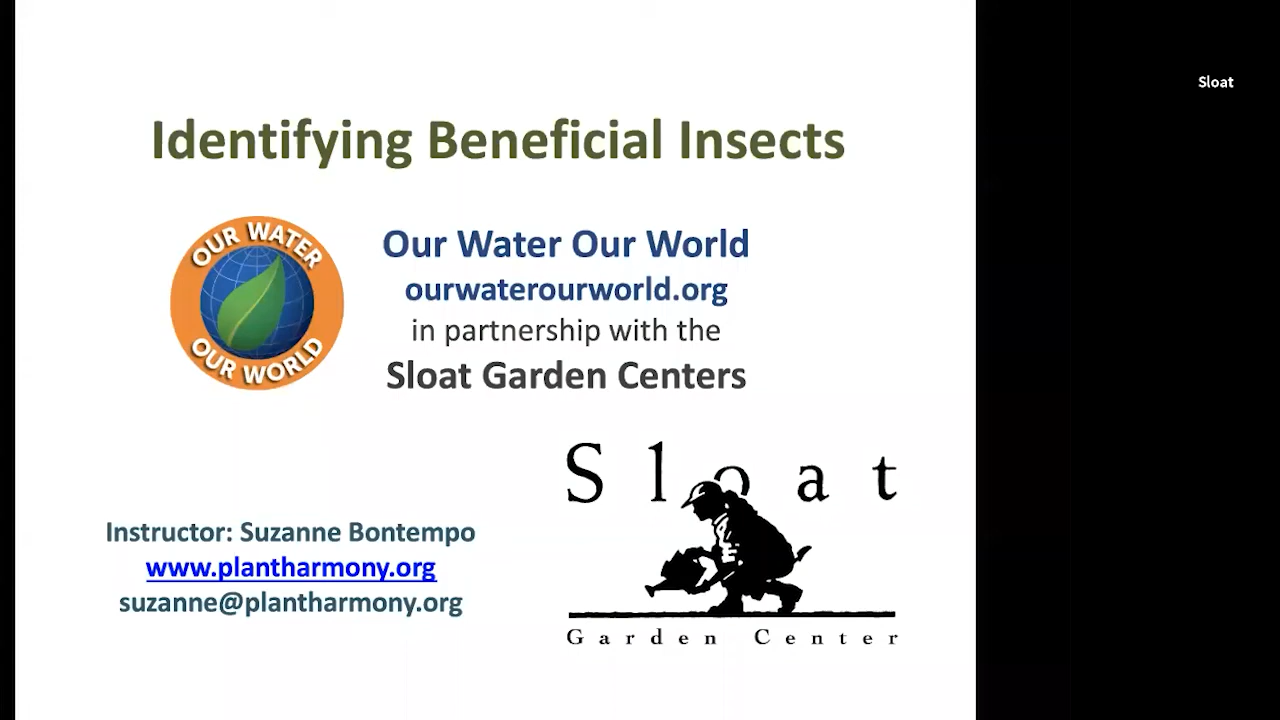 Sloat
Identifying Beneficial Insects
OUR WATER
OUR WORLD
Our Water Our World
ourwaterourworld.org
in partnership with the
Sloat Garden Centers
Sloat
Garden Center
Instructor: Suzanne Bontempo
www.plantharmony.org
suzanne@plantharmony.org